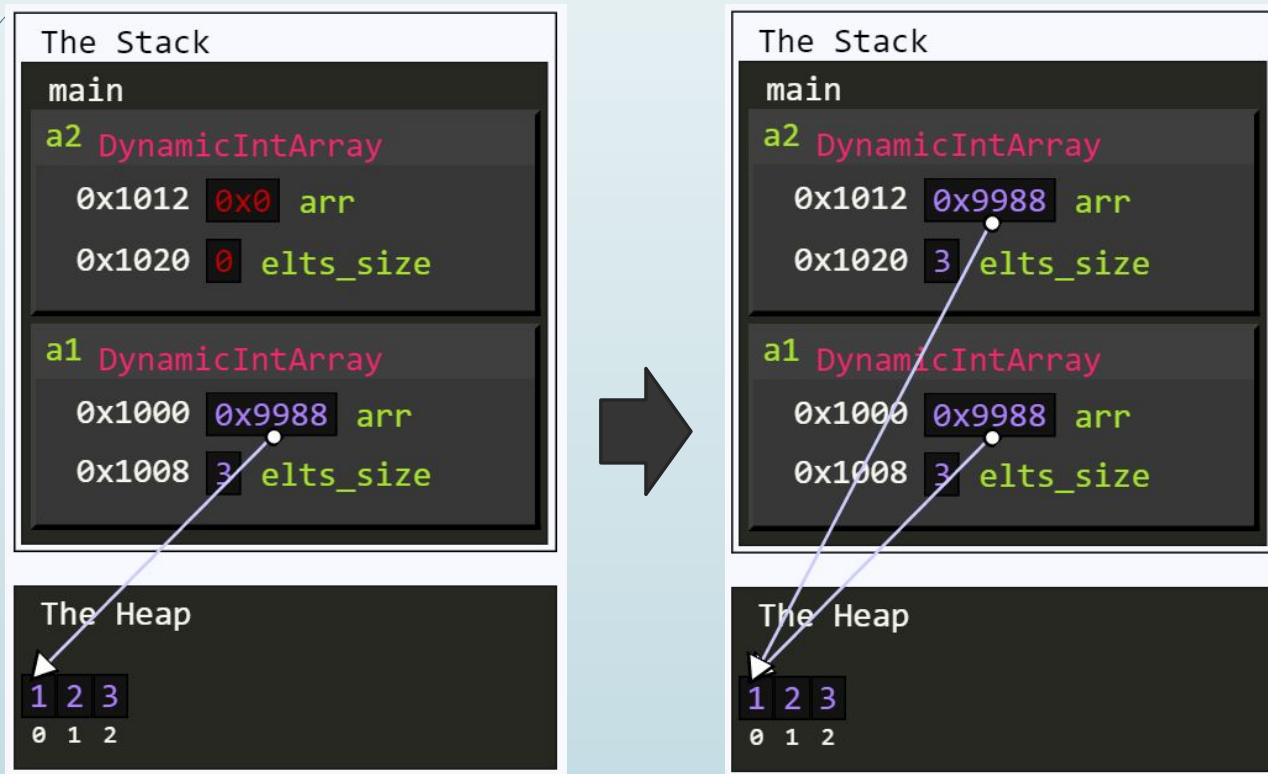 The Stack
main
a2 DynamicIntArray
0x1012 0x0 arr
0x1020 0 elts_size
a1 DynamicIntArray
0x1000 0x9988 arr
0x1008 3 elts_size
The Heap
1 2 3
0 1 2
The Stack
main
a2 DynamicIntArray
0x1012 0x9988 arr
0x1020 3 elts_size
a1 DynamicIntArray
0x1000 0x9988 arr
0x1008 3 elts_size
The Heap
1 2 3
0 1 2